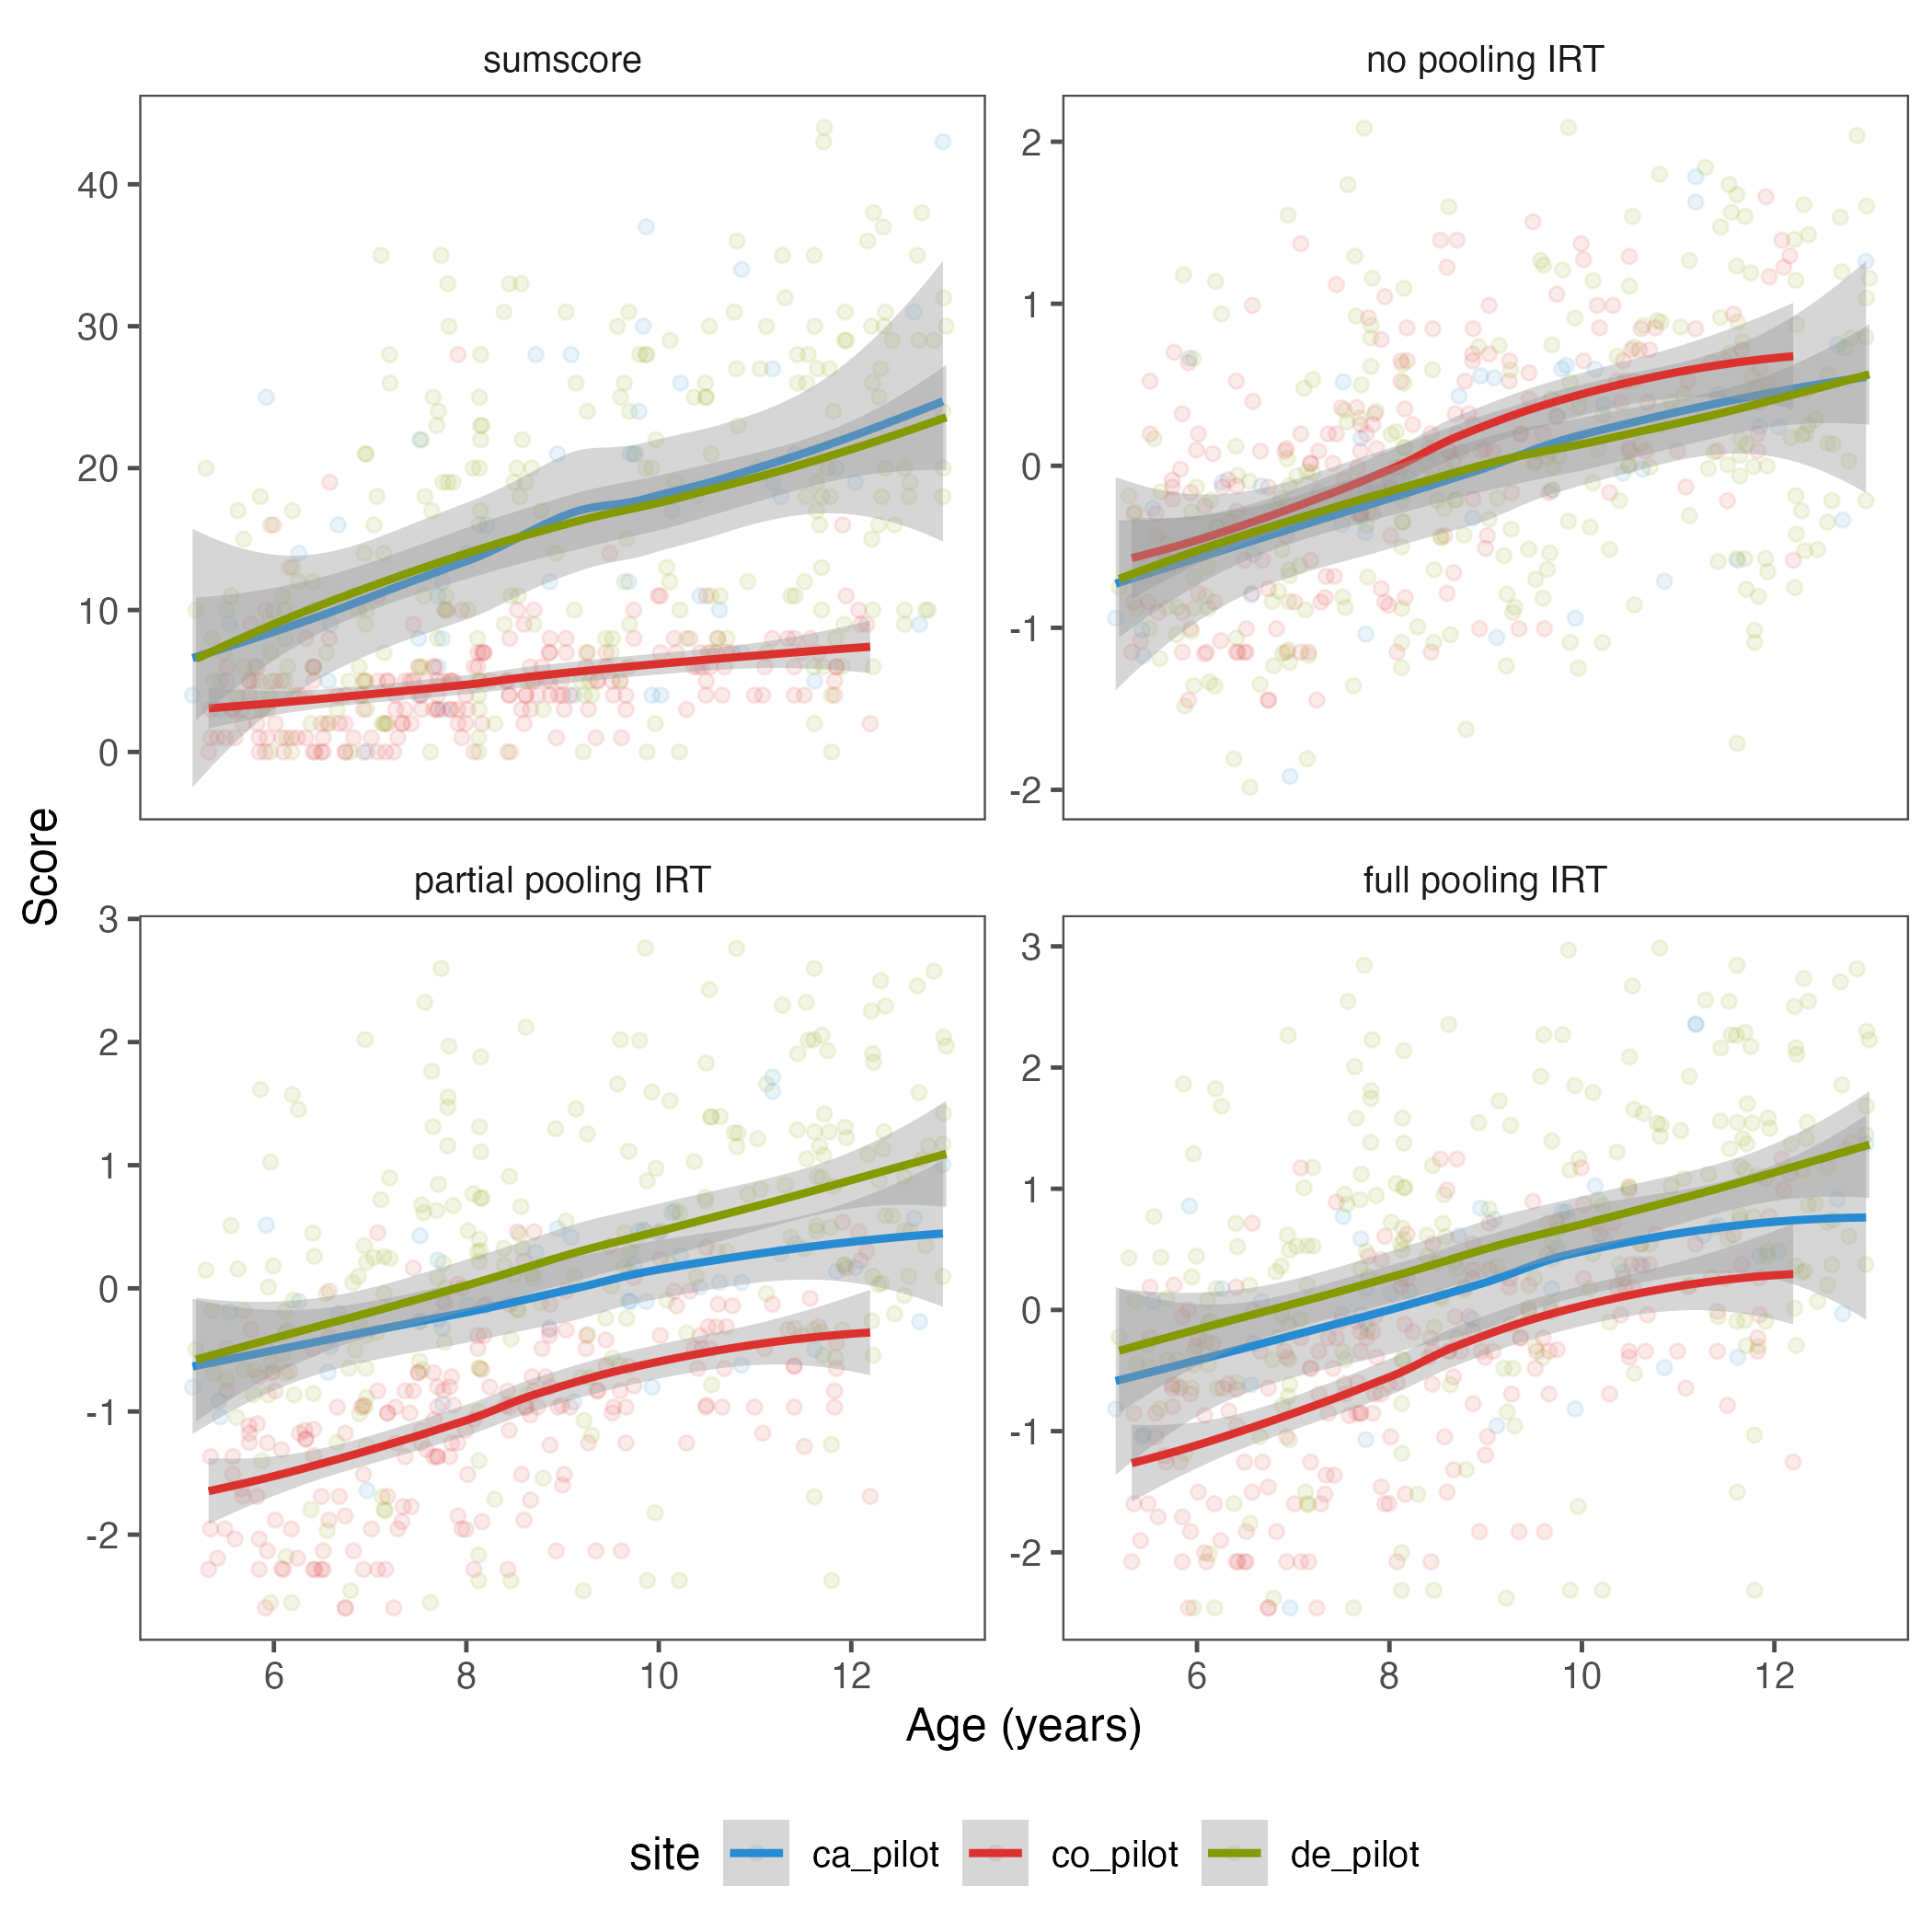 sumscore
no pooling IRT
40
30
20
10
0
2
1
0
-1
-2
partial pooling IRT
full pooling IRT
3
2
1
0
-1
-2
3
2
1
0
-1
-2
6 8 10 12
6 8 10 12
Score
Age (years)
site ca_pilot co_pilot de_pilot